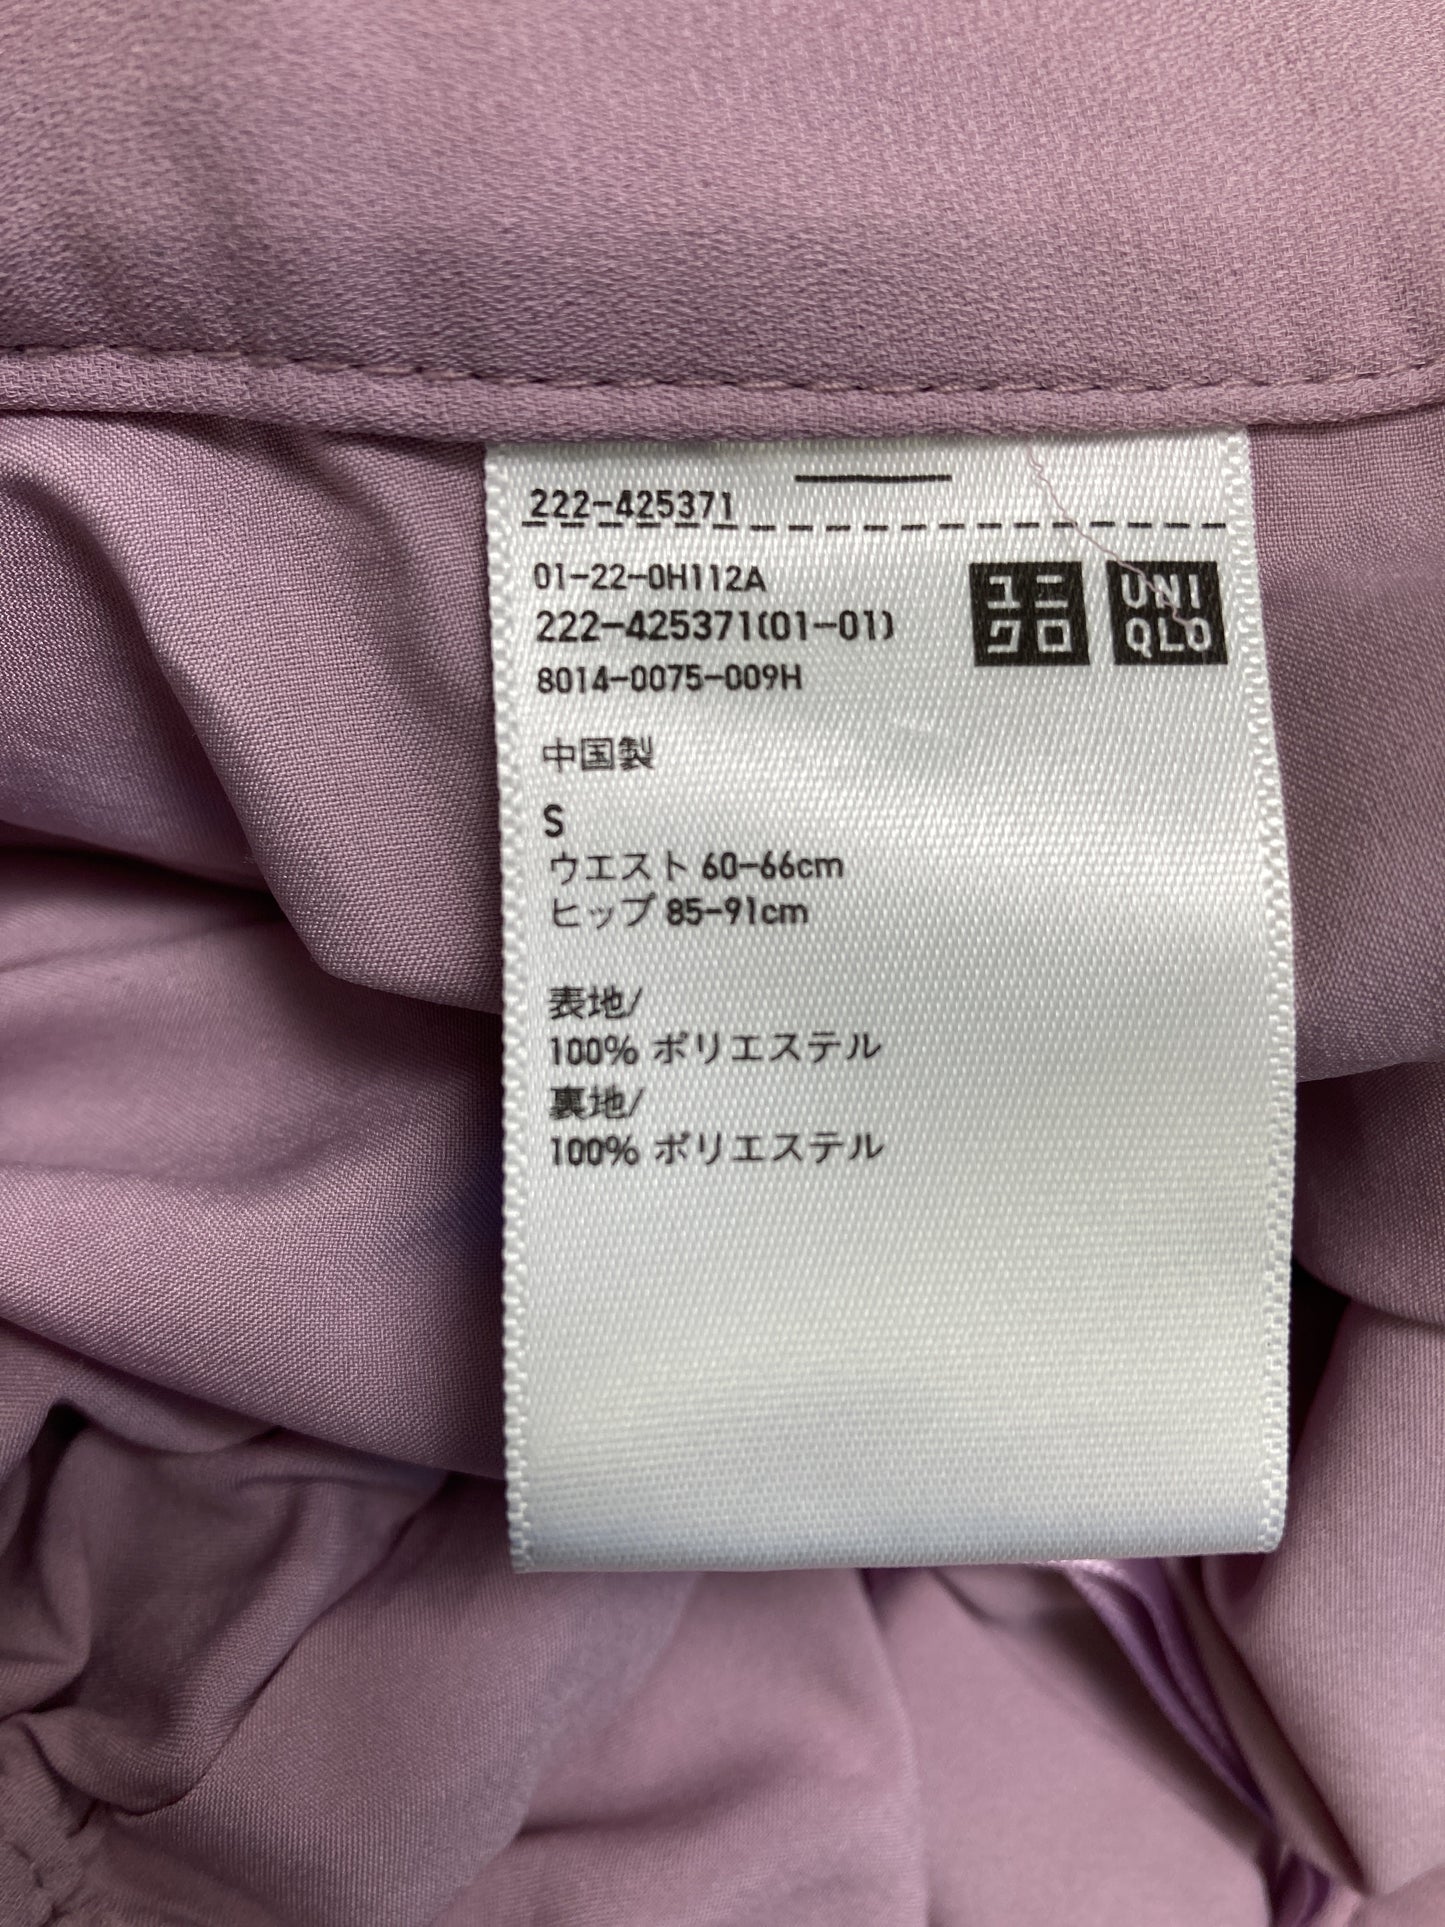 222-425371
01-22-0H112A
222-425371(01-01)
8014-0075-009H
ユニ
クロ
UNI
QLO
中国製
S
ウエスト 60-66cm
ヒップ 85-91cm
表地/
100% ポリエステル
裏地/
100% ポリエステル